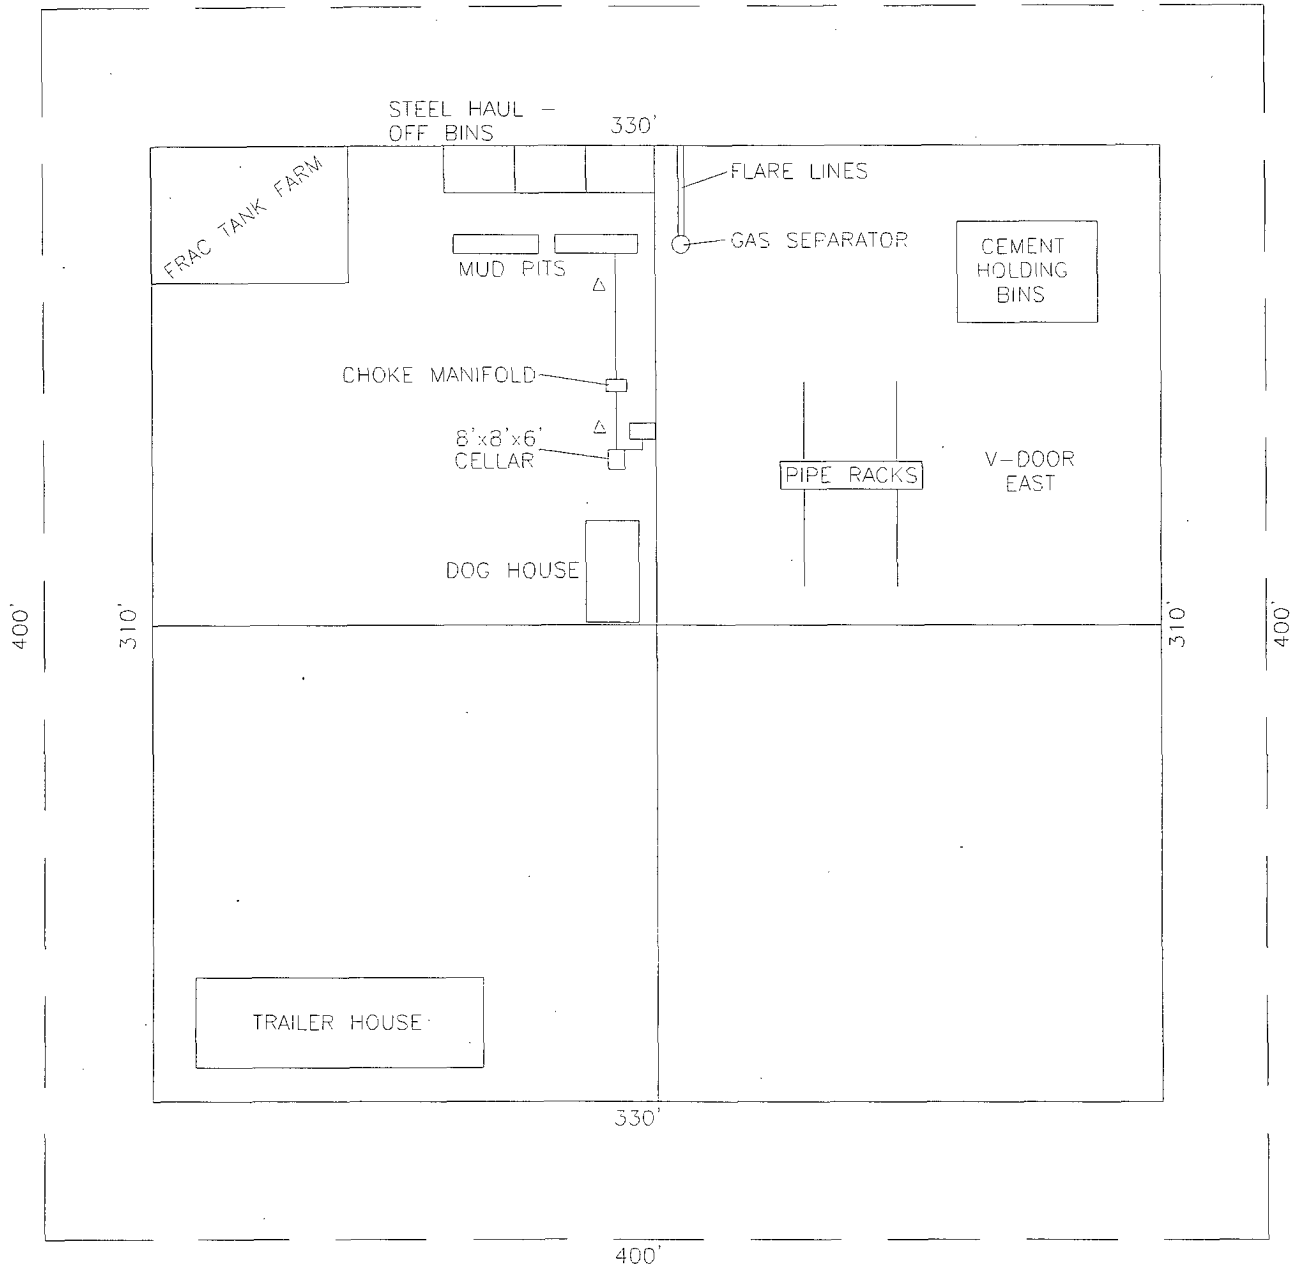 STEEL HAUL -
OFF BINS
330'
FRAC TANK FARM
FLARE LINES
GAS SEPARATOR
MUD PITS
CEMENT
HOLDING
BINS
CHOKE MANIFOLD
8'x8'x6'
CELLAR
PIPE RACKS
V-DOOR
EAST
DOG HOUSE
400'
310'
310'
400'
TRAILER HOUSE
330'
400'